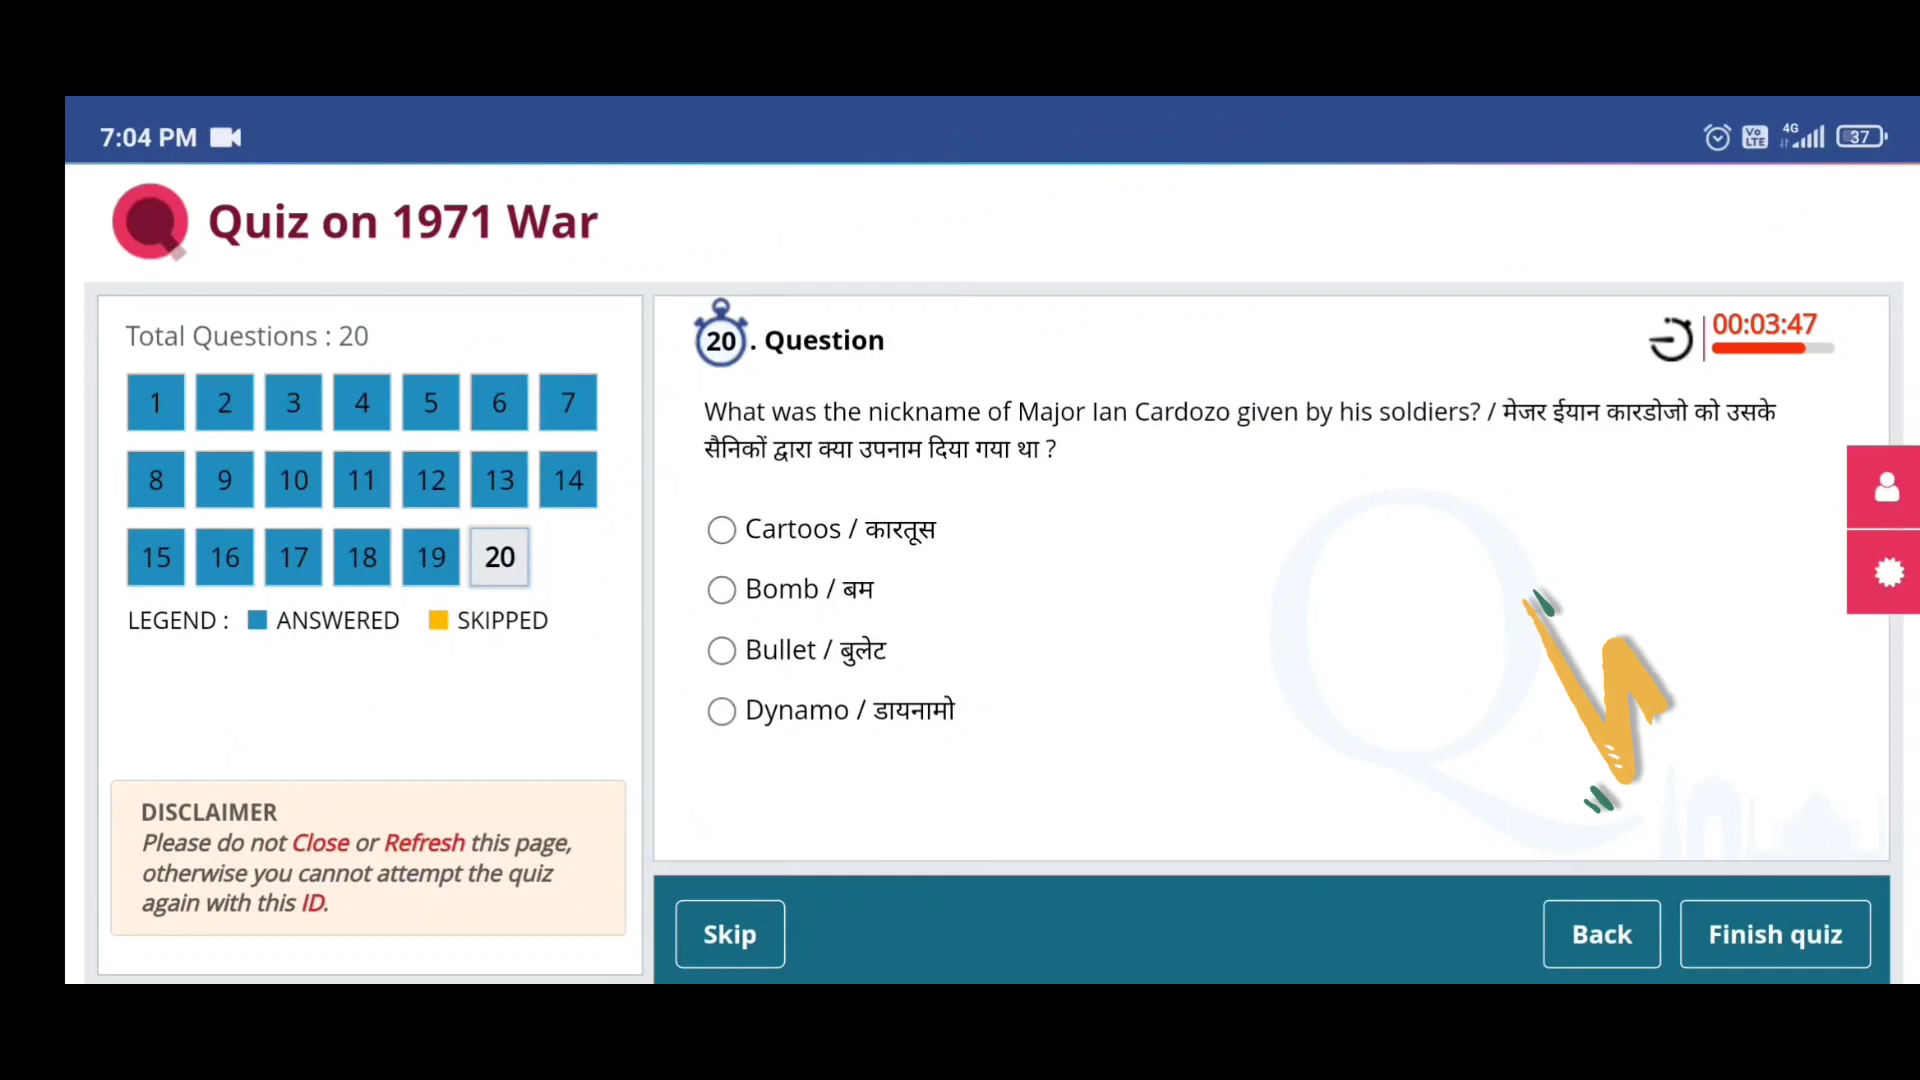 7:04 PM
Vo LTE 4G 37
Quiz on 1971 War
Total Questions : 20
1 2 3 4 5 6 7
8 9 10 11 12 13 14
15 16 17 18 19 20
LEGEND : ANSWERED SKIPPED
DISCLAIMER
Please do not Close or Refresh this page,
otherwise you cannot attempt the quiz
again with this ID.
20 . Question
00:03:47
What was the nickname of Major Ian Cardozo given by his soldiers? / मेजर ईयान कारडोजो को उसके
सैनिकों द्वारा क्या उपनाम दिया गया था ?
Cartoos / कारतूस
Bomb / बम
Bullet / बुलेट
Dynamo / डायनामो
Skip
Back
Finish quiz